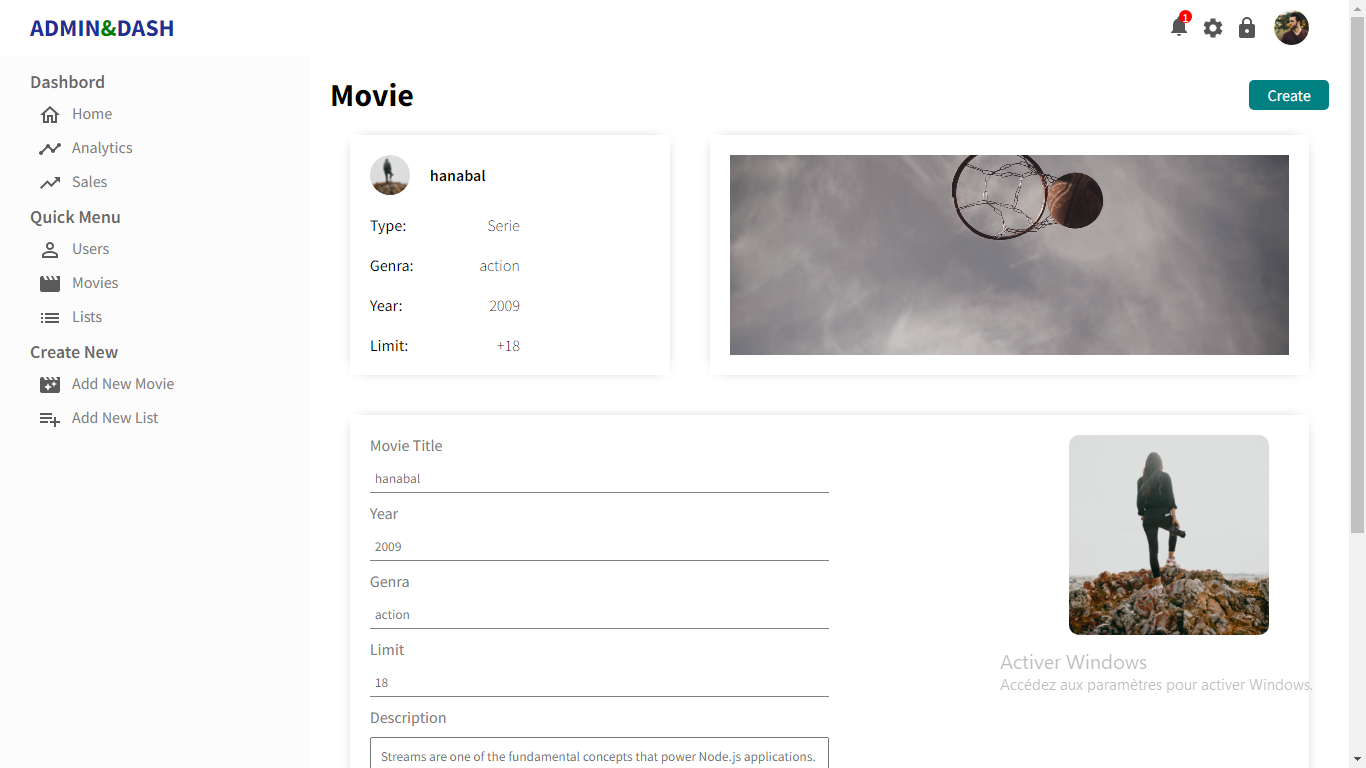 ADMIN&DASH
1
Dashbord
Home
Analytics
Sales
Quick Menu
Users
Movies
Lists
Create New
Add New Movie
Add New List
Movie
Create
hanabal
Type: Serie
Genra: action
Year: 2009
Limit: +18
Movie Title
hanabal
Year
2009
Genra
action
Limit
18
Description
Streams are one of the fundamental concepts that power Node.js applications.
Activer Windows
Accédez aux paramètres pour activer Windows.